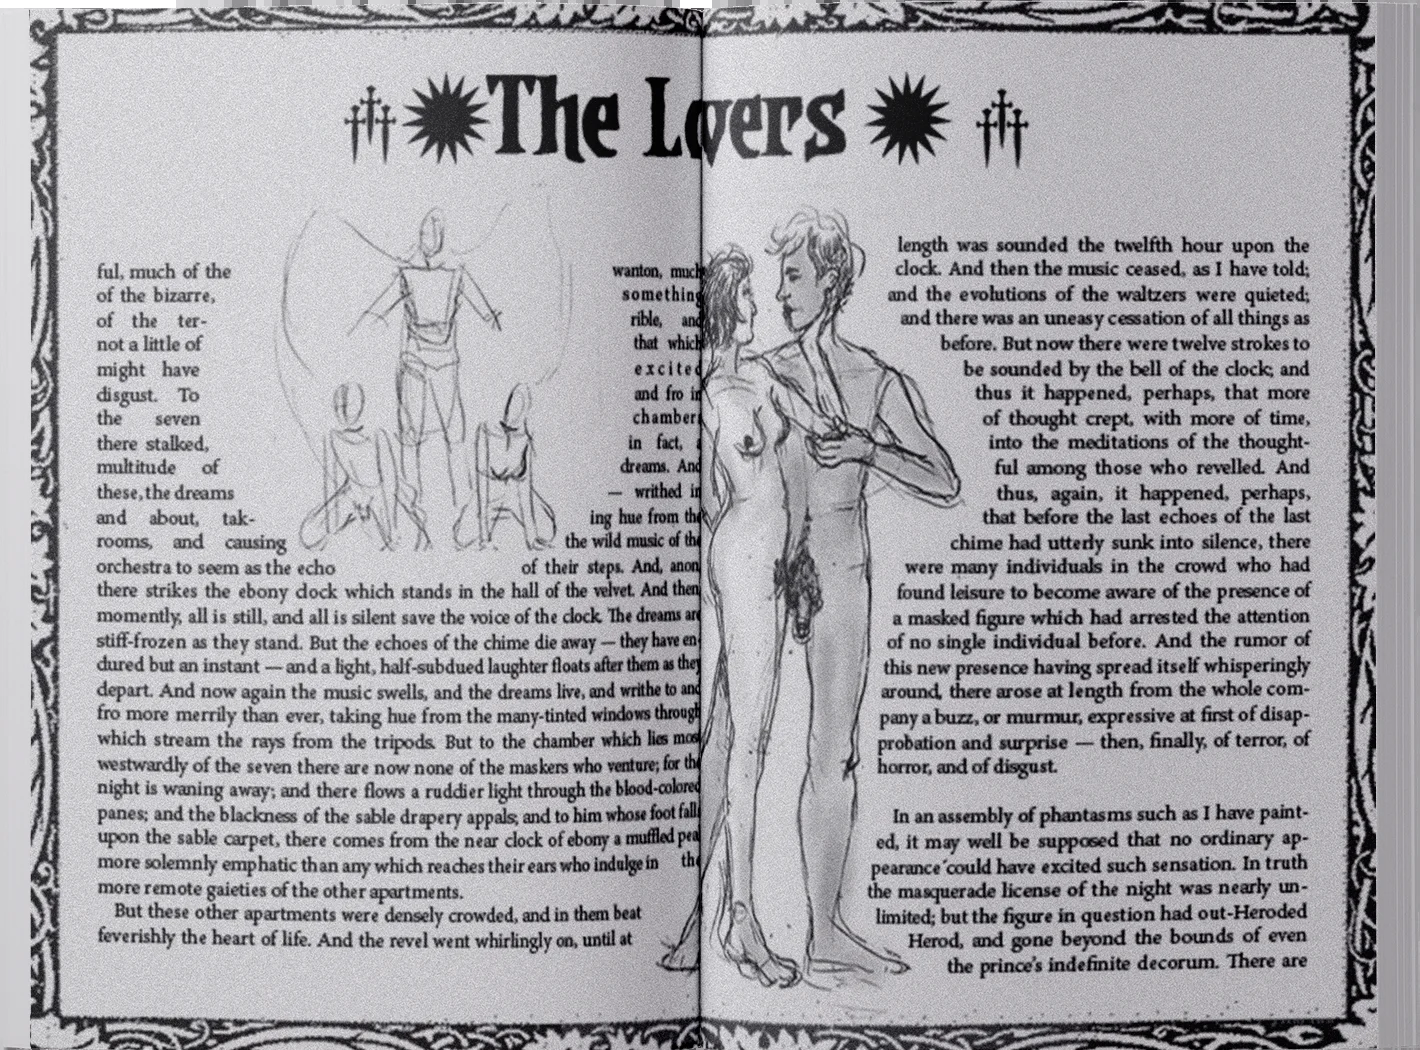 The Lovers
ful, much of the wanton, much
of the bizarre, something
of the ter- rible, and
not a little of that which
might have excited
disgust. To and fro in
the seven chambers
there stalked, in fact, a
multitude of dreams. And
these, the dreams — writhed in
and about, tak- ing hue from the
rooms, and causing the wild music of the
orchestra to seem as the echo of their steps. And, anon,
there strikes the ebony clock which stands in the hall of the velvet. And then,
momently, all is still, and all is silent save the voice of the clock. The dreams are
stiff-frozen as they stand. But the echoes of the chime die away — they have en-
dured but an instant — and a light, half-subdued laughter floats after them as they
depart. And now again the music swells, and the dreams live, and writhe to and
fro more merrily than ever, taking hue from the many-tinted windows through
which stream the rays from the tripods. But to the chamber which lies most
westwardly of the seven there are now none of the maskers who venture; for the
night is waning away; and there flows a ruddier light through the blood-colored
panes; and the blackness of the sable drapery appals; and to him whose foot falls
upon the sable carpet, there comes from the near clock of ebony a muffled peal
more solemnly emphatic than any which reaches their ears who indulge in the
more remote gaieties of the other apartments.
But these other apartments were densely crowded, and in them beat
feverishly the heart of life. And the revel went whirlingly on, until at
length was sounded the twelfth hour upon the
clock. And then the music ceased, as I have told;
and the evolutions of the waltzers were quieted;
and there was an uneasy cessation of all things as
before. But now there were twelve strokes to
be sounded by the bell of the clock; and
thus it happened, perhaps, that more
of thought crept, with more of time,
into the meditations of the thought-
ful among those who revelled. And
thus, again, it happened, perhaps,
that before the last echoes of the last
chime had utterly sunk into silence, there
were many individuals in the crowd who had
found leisure to become aware of the presence of
a masked figure which had arrested the attention
of no single individual before. And the rumor of
this new presence having spread itself whisperingly
around, there arose at length from the whole com-
pany a buzz, or murmur, expressive at first of disap-
probation and surprise — then, finally, of terror, of
horror, and of disgust.
In an assembly of phantasms such as I have paint-
ed, it may well be supposed that no ordinary ap-
pearance could have excited such sensation. In truth
the masquerade license of the night was nearly un-
limited; but the figure in question had out-Heroded
Herod, and gone beyond the bounds of even
the prince's indefinite decorum. There are